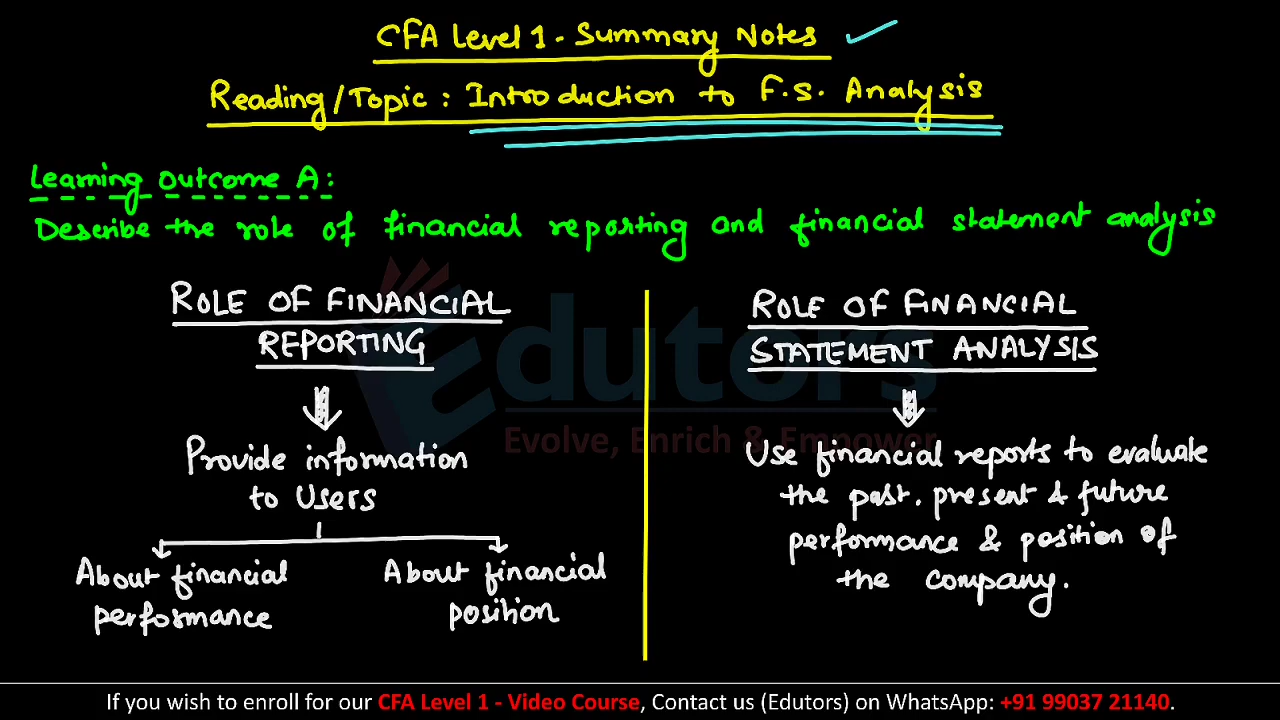 CFA Level 1 - Summary Notes
Reading/Topic: Introduction to F.S. Analysis
Learning Outcome A:
Describe the role of financial reporting and financial statement analysis
ROLE OF FINANCIAL
REPORTING
Provide information
to Users
About financial
performance
About financial
position
ROLE OF FINANCIAL
STATEMENT ANALYSIS
Use financial reports to evaluate
the past, present & future
performance & position of
the company.
Edutors
Evolve, Enrich & Empower
If you wish to enroll for our CFA Level 1 - Video Course, Contact us (Edutors) on WhatsApp: +91 99037 21140.